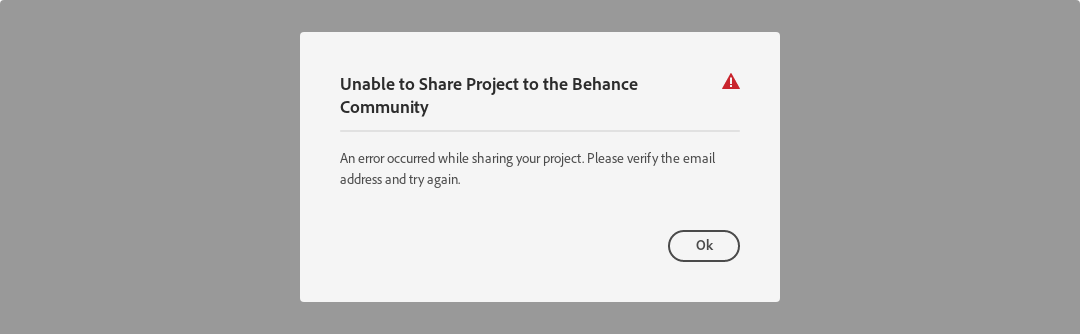 Unable to Share Project to the Behance
Community
An error occurred while sharing your project. Please verify the email
address and try again.
Ok